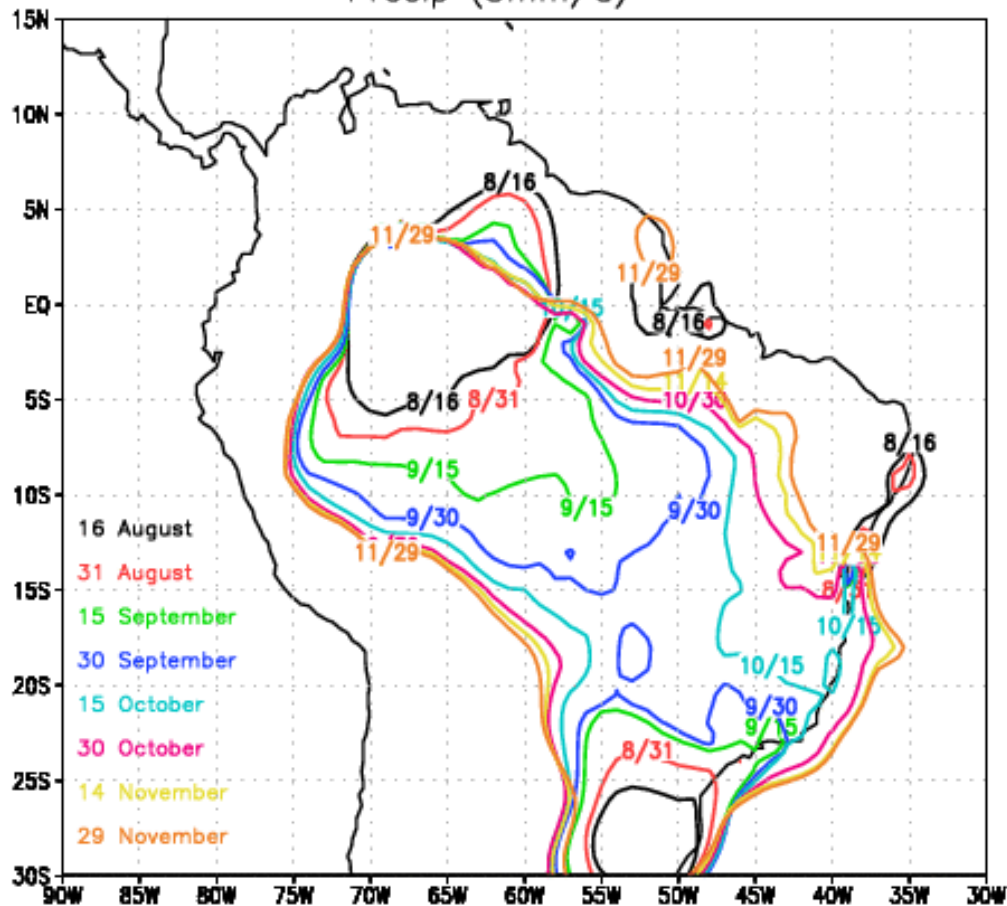 15N
10N
8/16
5N
11/29
11/29
EQ
8/16
11/29
10/30
5S
8/16
8/31
8/16
9/15
10S
9/15
9/30
9/30
16 August
11/29
11/29
31 August
15S
15 September
10/15
30 September
10/15
20S
9/30
15 October
9/15
30 October
8/31
25S
14 November
29 November
30S
90W 85W 80W 75W 70W 65W 60W 55W 50W 45W 40W 35W 30W